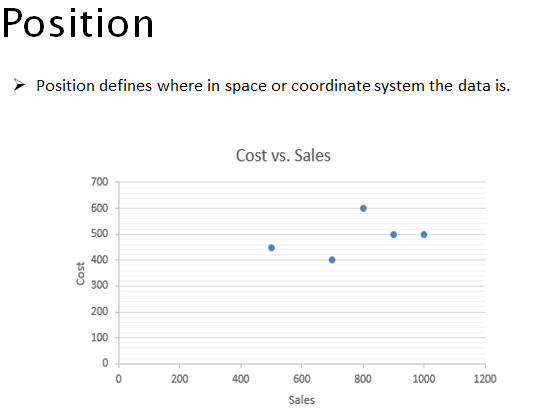 Position
➢ Position defines where in space or coordinate system the data is.
Cost vs. Sales
700
600
500
400
300
200
100
0
Cost
0 200 400 600 800 1000 1200
Sales